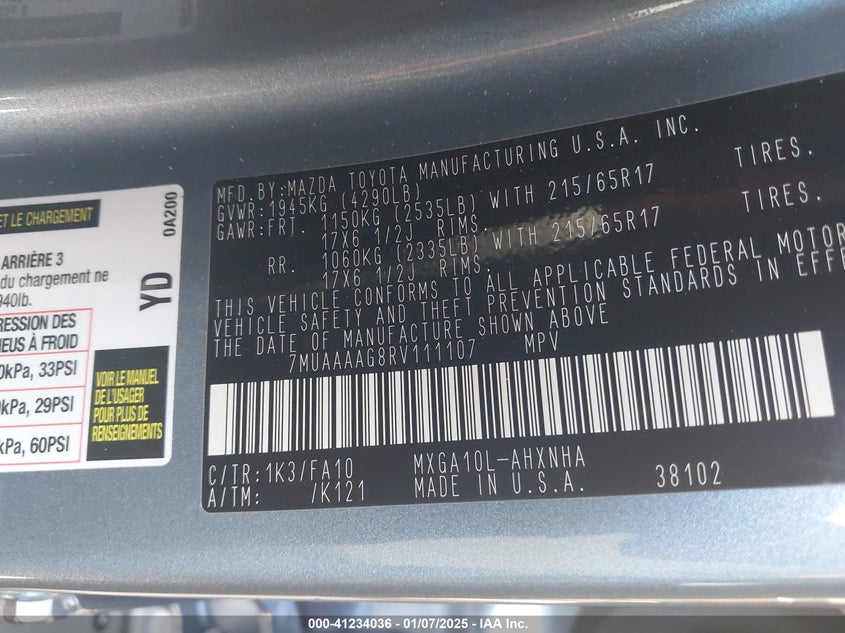 ET LE CHARGEMENT
ARRIÈRE 3
du chargement ne
940lb.
YD
0A200
RESSION DES
NEUS À FROID
0kPa, 33PSI
kPa, 29PSI
kPa, 60PSI
VOIR LE MANUEL
DE L'USAGER
POUR PLUS DE
RENSEIGNEMENTS
MFD.BY:MAZDA TOYOTA MANUFACTURING U.S.A. INC.
GVWR:1945KG (4290LB)
GAWR:FRT. 1150KG (2535LB) WITH 215/65R17 TIRES.
17X6 1/2J RIMS.
RR. 1060KG (2335LB) WITH 215/65R17 TIRES.
17X6 1/2J RIMS.
THIS VEHICLE CONFORMS TO ALL APPLICABLE FEDERAL MOTOR
VEHICLE SAFETY AND THEFT PREVENTION STANDARDS IN EFFE
THE DATE OF MANUFACTURE SHOWN ABOVE
7MUAAAAG8RV111107 MPV
C/TR:1K3/FA10 MXGA10L-AHXNHA
A/TM: /K121 MADE IN U.S.A. 38102
000-41234036 - 01/07/2025 - IAA Inc.